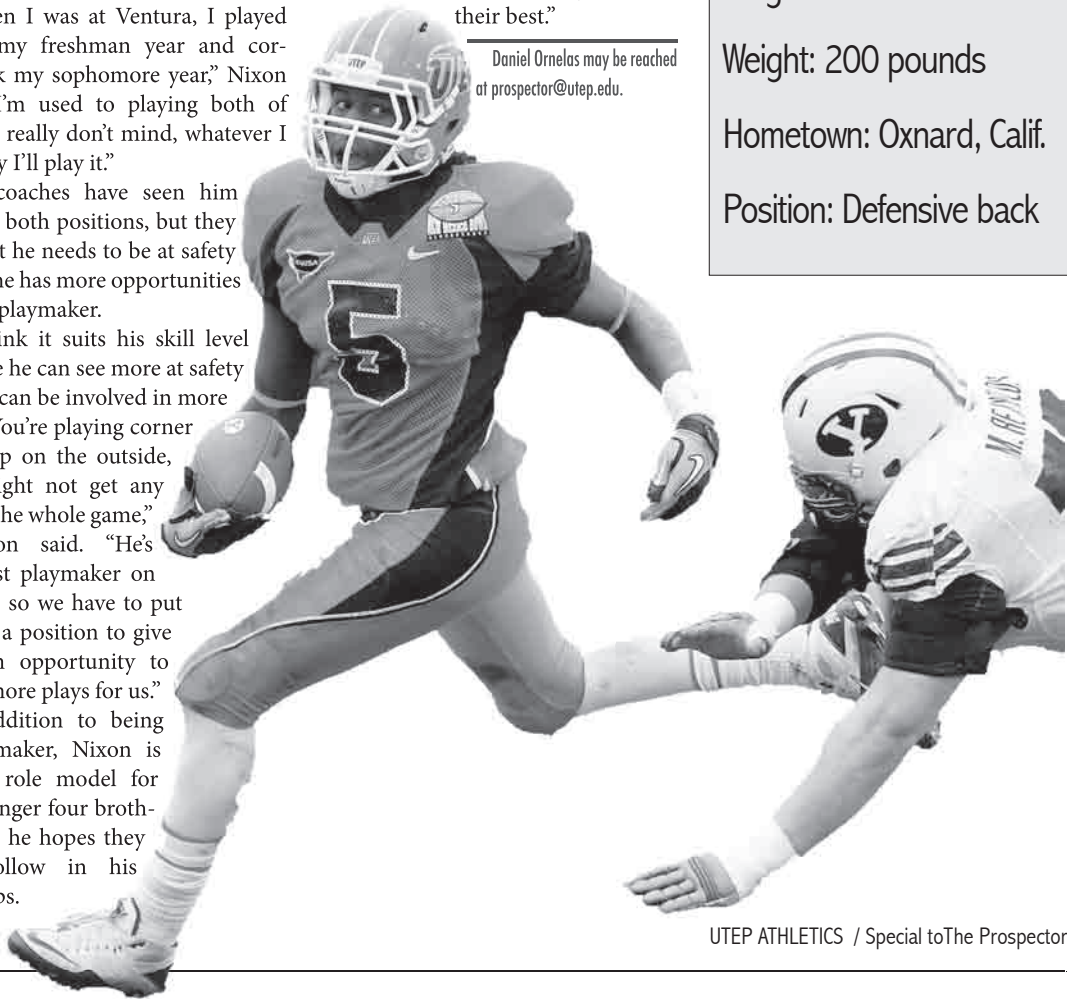 en I was at Ventura, I played
my freshman year and cor-
k my sophomore year,” Nixon
I’m used to playing both of
really don’t mind, whatever I
y I’ll play it.”
coaches have seen him
both positions, but they
t he needs to be at safety
he has more opportunities
playmaker.
ink it suits his skill level
e he can see more at safety
can be involved in more
You’re playing corner
p on the outside,
ght not get any
he whole game,”
on said. “He’s
st playmaker on
so we have to put
a position to give
n opportunity to
more plays for us.”
ddition to being
maker, Nixon is
role model for
nger four broth-
he hopes they
ollow in his
ps.
their best.”
Daniel Ornelas may be reached
at prospector@utep.edu.
Weight: 200 pounds
Hometown: Oxnard, Calif.
Position: Defensive back
UTEP
5
Y
UTEP ATHLETICS / Special toThe Prospector